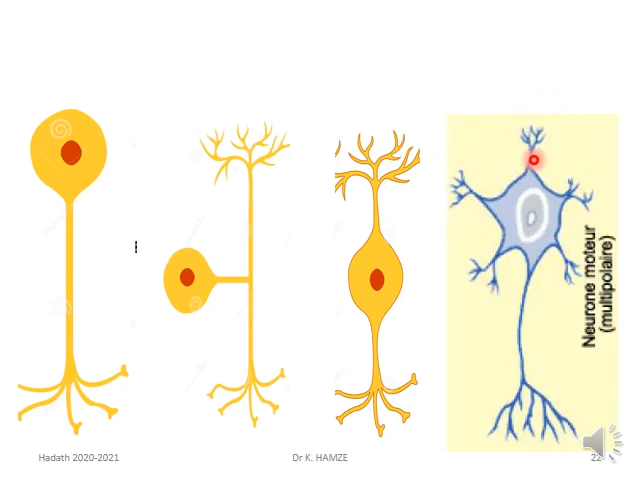 Neurone moteur
(multipolaire)
Hadath 2020-2021
Dr K. HAMZE
22